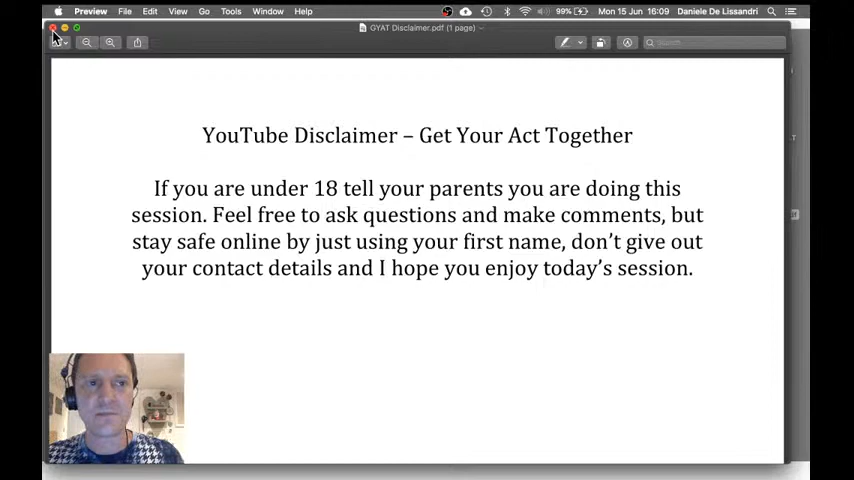 Preview File Edit View Go Tools Window Help 99% Mon 15 Jun 16:09 Daniele De Lissandri
GYAT Disclaimer.pdf (1 page)
Search
YouTube Disclaimer – Get Your Act Together
If you are under 18 tell your parents you are doing this
session. Feel free to ask questions and make comments, but
stay safe online by just using your first name, don’t give out
your contact details and I hope you enjoy today’s session.